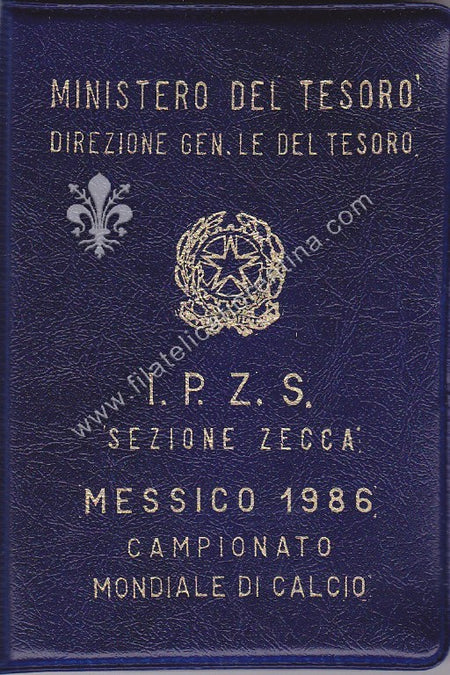 MINISTERO DEL TESORO
DIREZIONE GEN.LE DEL TESORO
I. P. Z. S.
SEZIONE ZECCA
MESSICO 1986
CAMPIONATO
MONDIALE DI CALCIO